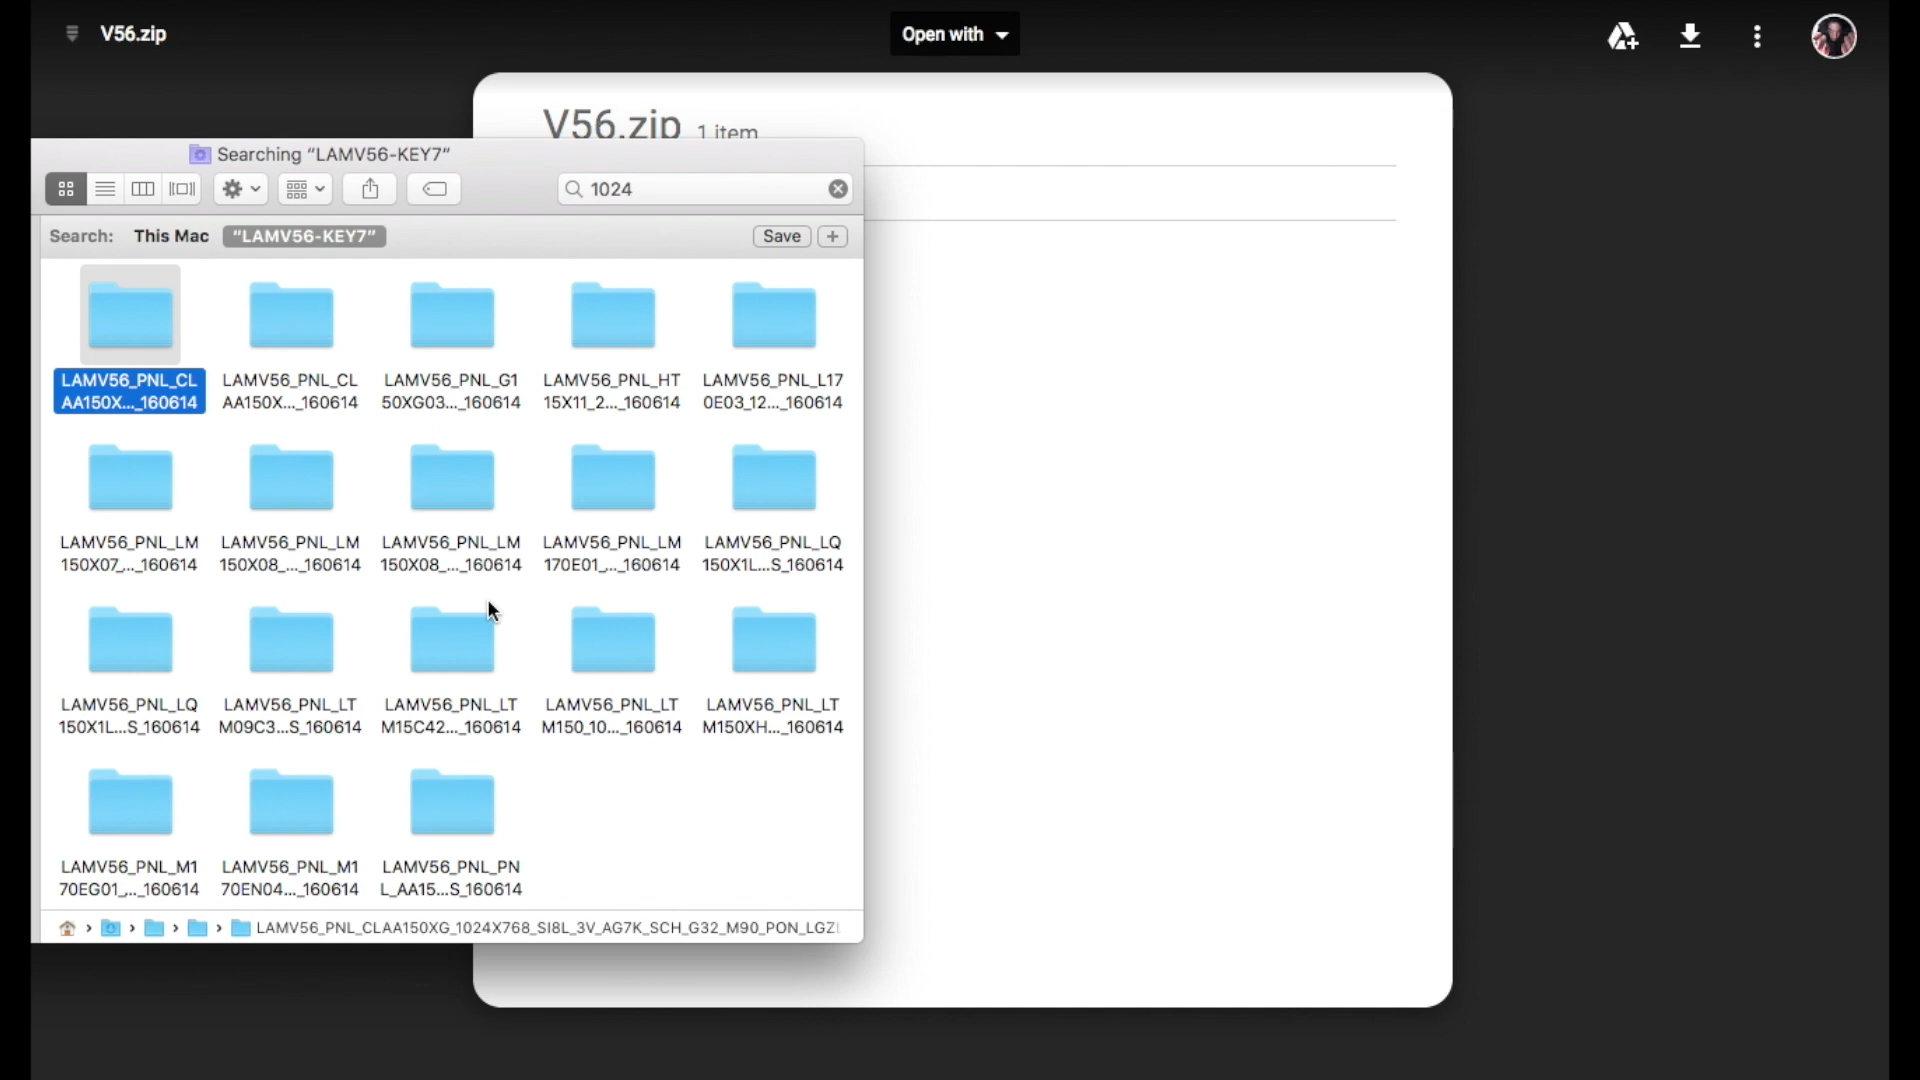 V56.zip
Open with
V56.zip 1 item
Searching “LAMV56-KEY7”
1024
Search: This Mac “LAMV56-KEY7” Save +
LAMV56_PNL_CL
AA150X..._160614
LAMV56_PNL_CL
AA150X..._160614
LAMV56_PNL_G1
50XG03..._160614
LAMV56_PNL_HT
15X11_2..._160614
LAMV56_PNL_L17
0E03_12..._160614
LAMV56_PNL_LM
150X07_..._160614
LAMV56_PNL_LM
150X08_..._160614
LAMV56_PNL_LM
150X08_..._160614
LAMV56_PNL_LM
170E01_..._160614
LAMV56_PNL_LQ
150X1L...S_160614
LAMV56_PNL_LQ
150X1L...S_160614
LAMV56_PNL_LT
M09C3...S_160614
LAMV56_PNL_LT
M15C42..._160614
LAMV56_PNL_LT
M150_10..._160614
LAMV56_PNL_LT
M150XH..._160614
LAMV56_PNL_M1
70EG01_..._160614
LAMV56_PNL_M1
70EN04..._160614
LAMV56_PNL_PN
L_AA15...S_160614
LAMV56_PNL_CLAA150XG_1024X768_SI8L_3V_AG7K_SCH_G32_M90_PON_LGZ